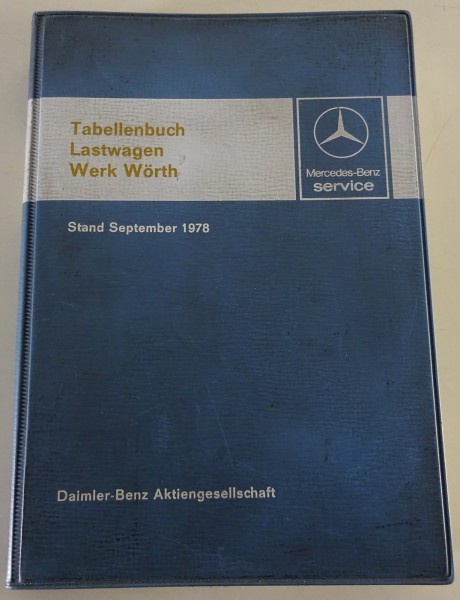 Tabellenbuch
Lastwagen
Werk Wörth
Mercedes-Benz
service
Stand September 1978
Daimler-Benz Aktiengesellschaft